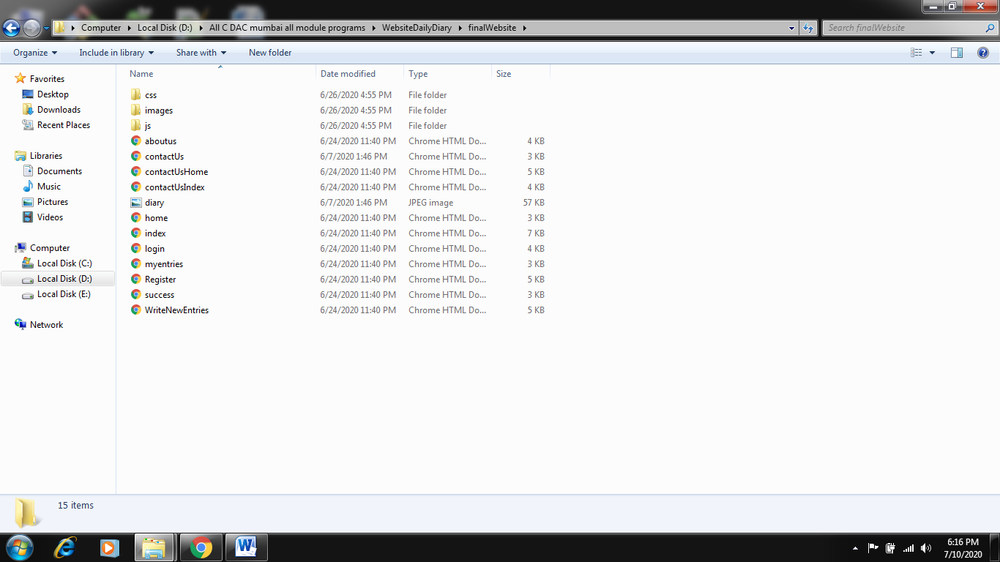 Computer Local Disk (D:) All C DAC mumbai all module programs WebsiteDailyDiary finalWebsite Search finalWebsite
Organize Include in library Share with New folder
Favorites
Desktop
Downloads
Recent Places
Libraries
Documents
Music
Pictures
Videos
Computer
Local Disk (C:)
Local Disk (D:)
Local Disk (E:)
Network
Name Date modified Type Size
css 6/26/2020 4:55 PM File folder
images 6/26/2020 4:55 PM File folder
js 6/26/2020 4:55 PM File folder
aboutus 6/24/2020 11:40 PM Chrome HTML Do... 4 KB
contactUs 6/7/2020 1:46 PM Chrome HTML Do... 3 KB
contactUsHome 6/24/2020 11:40 PM Chrome HTML Do... 5 KB
contactUsIndex 6/24/2020 11:40 PM Chrome HTML Do... 4 KB
diary 6/7/2020 1:46 PM JPEG image 57 KB
home 6/24/2020 11:40 PM Chrome HTML Do... 3 KB
index 6/24/2020 11:40 PM Chrome HTML Do... 7 KB
login 6/24/2020 11:40 PM Chrome HTML Do... 4 KB
myentries 6/24/2020 11:40 PM Chrome HTML Do... 3 KB
Register 6/24/2020 11:40 PM Chrome HTML Do... 5 KB
success 6/24/2020 11:40 PM Chrome HTML Do... 3 KB
WriteNewEntries 6/24/2020 11:40 PM Chrome HTML Do... 5 KB
15 items
6:16 PM
7/10/2020